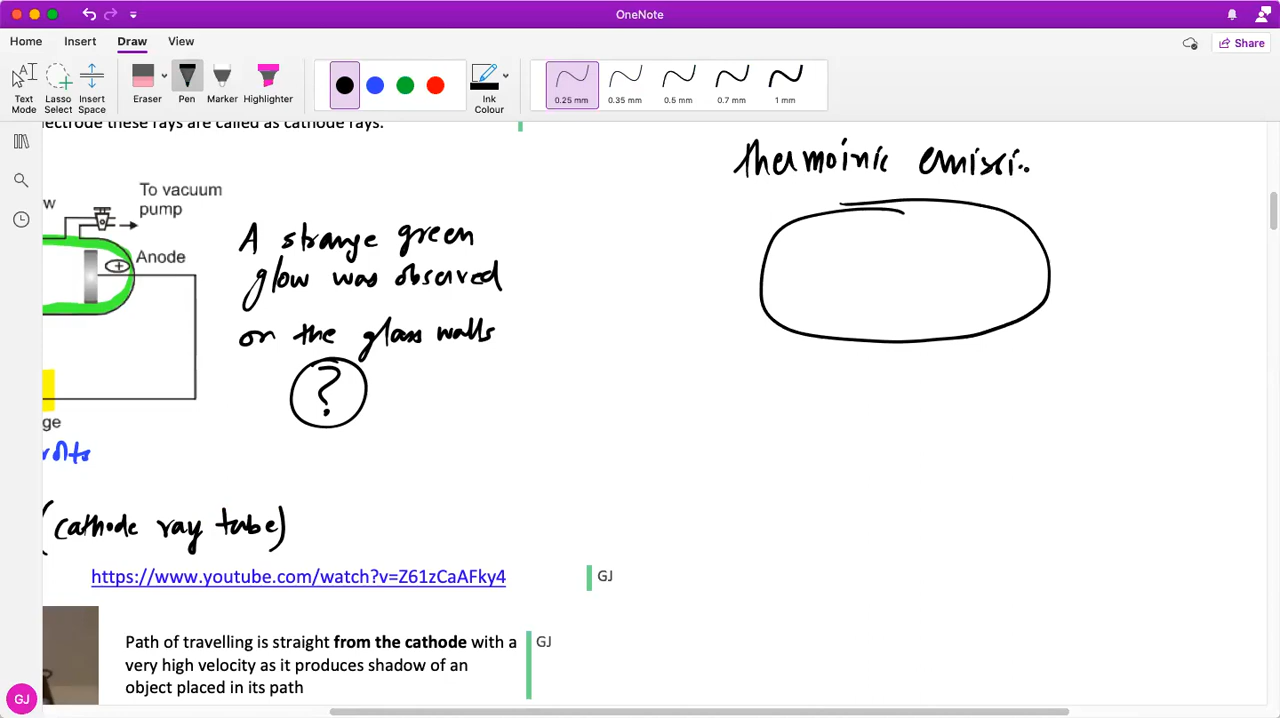 OneNote
Home Insert Draw View
Share
Text Mode
Lasso Select
Insert Space
Eraser
Pen
Marker
Highlighter
Ink Colour
0.25 mm
0.35 mm
0.5 mm
0.7 mm
1 mm
ectrode these rays are called as cathode rays.
thermoinic emissi..
w
To vacuum
pump
+
Anode
A strange green
glow was observed
on the glass walls
?
ge
volts
(cathode ray tube)
https://www.youtube.com/watch?v=Z61zCaAFky4
GJ
Path of travelling is straight from the cathode with a
very high velocity as it produces shadow of an
object placed in its path
GJ
GJ